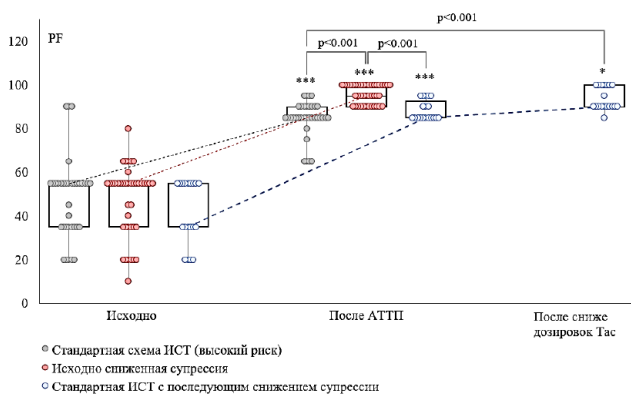 p<0.001
120
PF
p<0.001
p<0.001
100
***
***
***
*
80
60
40
20
0
Исходно
После АТТП
После сниже
дозировок Tac
Стандартная схема ИСТ (высокий риск)
Исходно сниженная супрессия
Стандартная ИСТ с последующим снижением супрессии